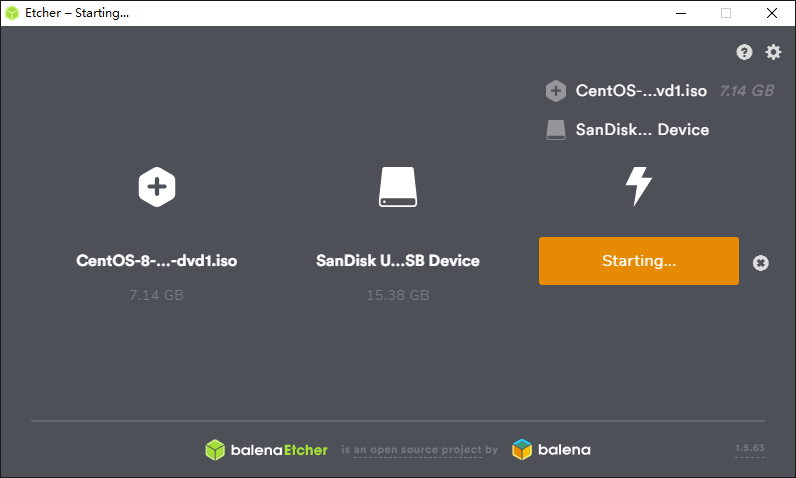 Etcher – Starting...
CentOS-...vd1.iso 7.14 GB
SanDisk... Device
CentOS-8-...-dvd1.iso
7.14 GB
SanDisk U...SB Device
15.38 GB
Starting...
balenaEtcher is an open source project by balena
1.5.63